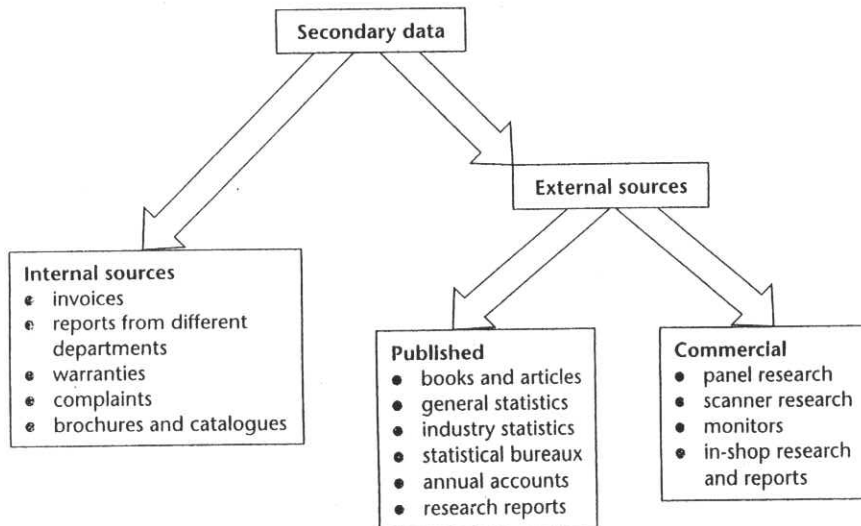 Secondary data
External sources
Internal sources
• invoices
• reports from different
departments
• warranties
• complaints
• brochures and catalogues
Published
• books and articles
• general statistics
• industry statistics
• statistical bureaux
• annual accounts
• research reports
Commercial
• panel research
• scanner research
• monitors
• in-shop research
and reports